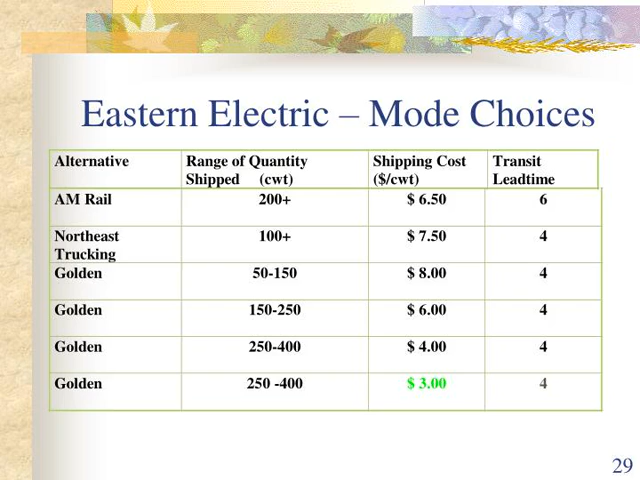 Eastern Electric – Mode Choices
Alternative Range of Quantity Shipped (cwt) Shipping Cost ($/cwt) Transit Leadtime
AM Rail 200+ $ 6.50 6
Northeast Trucking 100+ $ 7.50 4
Golden 50-150 $ 8.00 4
Golden 150-250 $ 6.00 4
Golden 250-400 $ 4.00 4
Golden 250 -400 $ 3.00 4
29